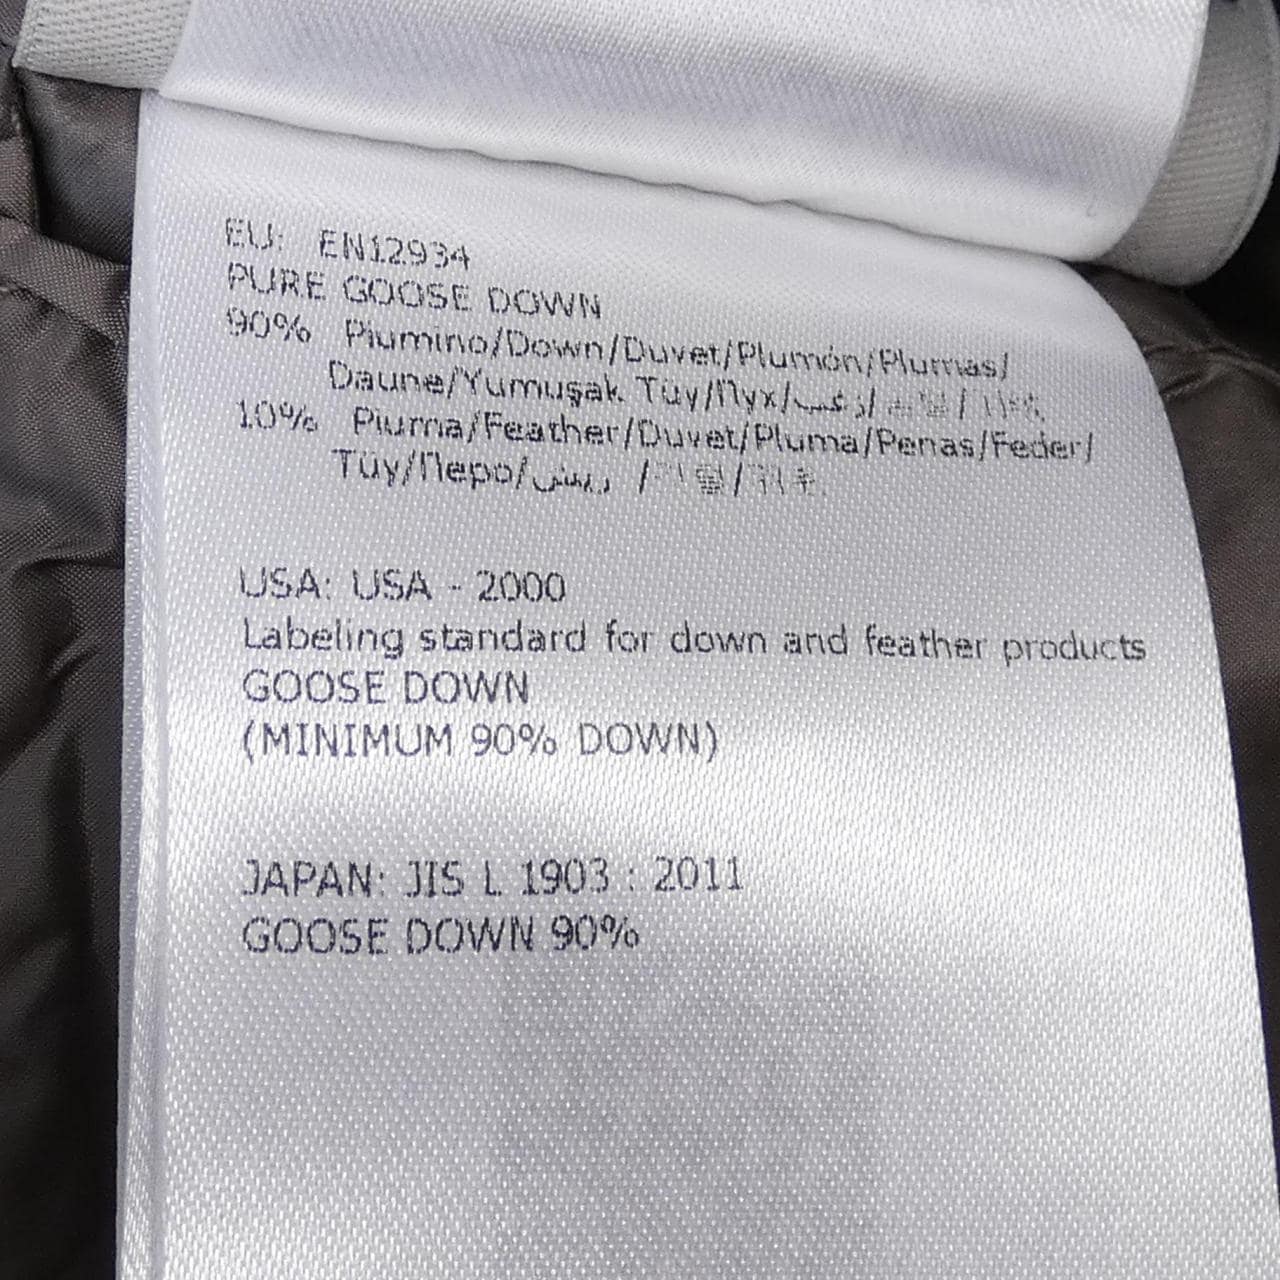 EU: EN12934
PURE GOOSE DOWN
90% Piumino/Down/Duvet/Plumón/Plumas/
Daune/Yumuşak Tüy/Пух/زغب/
10% Piuma/Feather/Duvet/Pluma/Penas/Feder/
Tüy/Перо/ريش/
USA: USA - 2000
Labeling standard for down and feather products
GOOSE DOWN
(MINIMUM 90% DOWN)
JAPAN: JIS L 1903 : 2011
GOOSE DOWN 90%